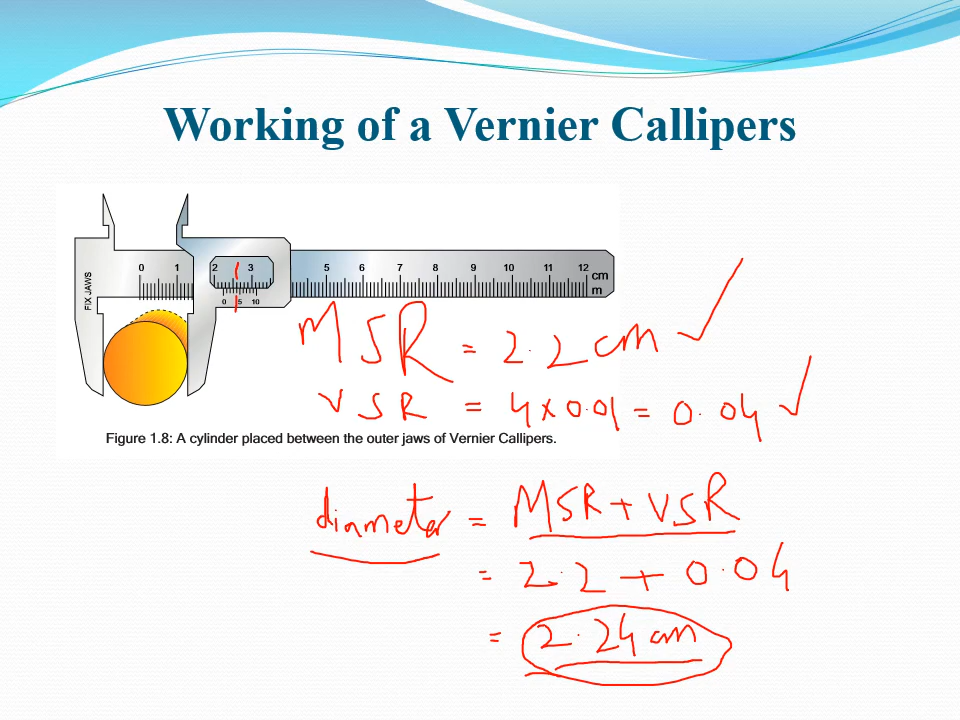 Working of a Vernier Callipers
FIX JAWS
0 1 2 3 5 6 7 8 9 10 11 12 cm
m
0 5 10
MSR = 2.2 cm
VSR = 4 x 0.01 = 0.04
Figure 1.8: A cylinder placed between the outer jaws of Vernier Callipers.
diameter = MSR + VSR
= 2.2 + 0.04
= 2.24 cm